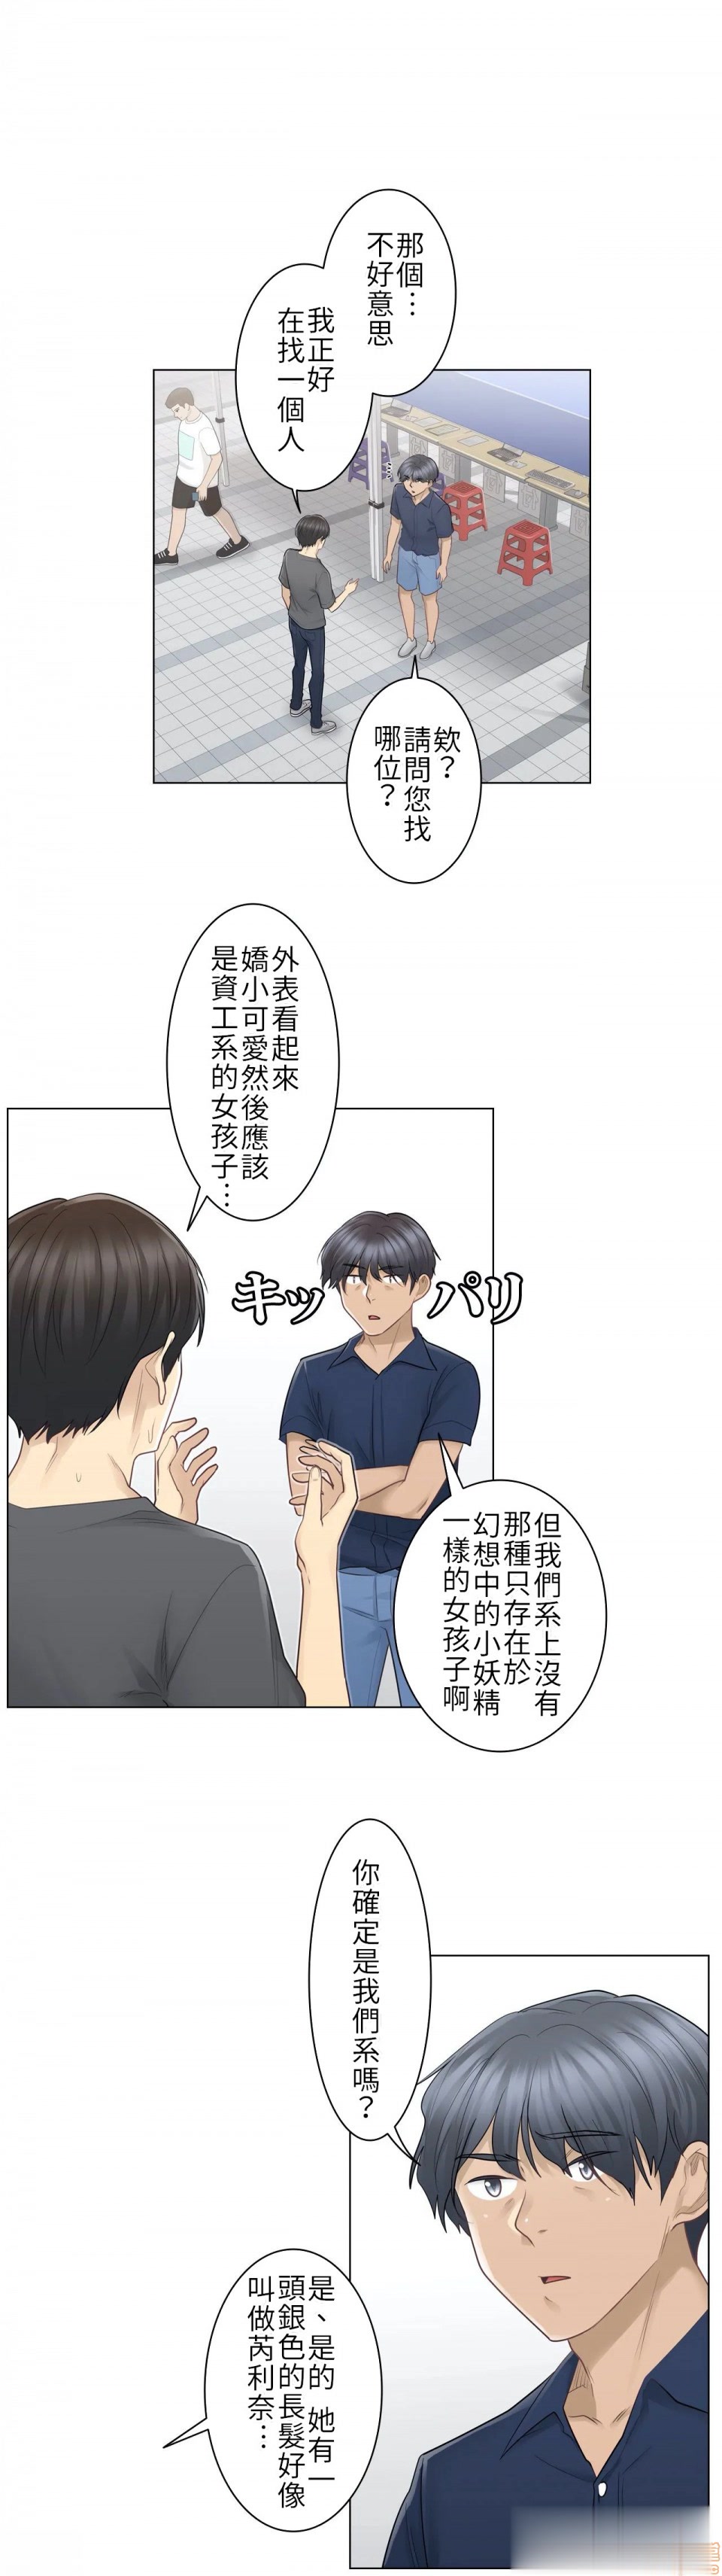 那個…
不好意思
我正好
在找一個人
欸？
請問您找
哪位？
外表看起來
嬌小可愛然後應該
是資工系的女孩子…
キッパリ
但我們系上沒有
那種只存在於
幻想中的小妖精
一樣的女孩子啊
你確定是我們系嗎？
是、是的 她有一
頭銀色的長髮好像
叫做芮利奈…